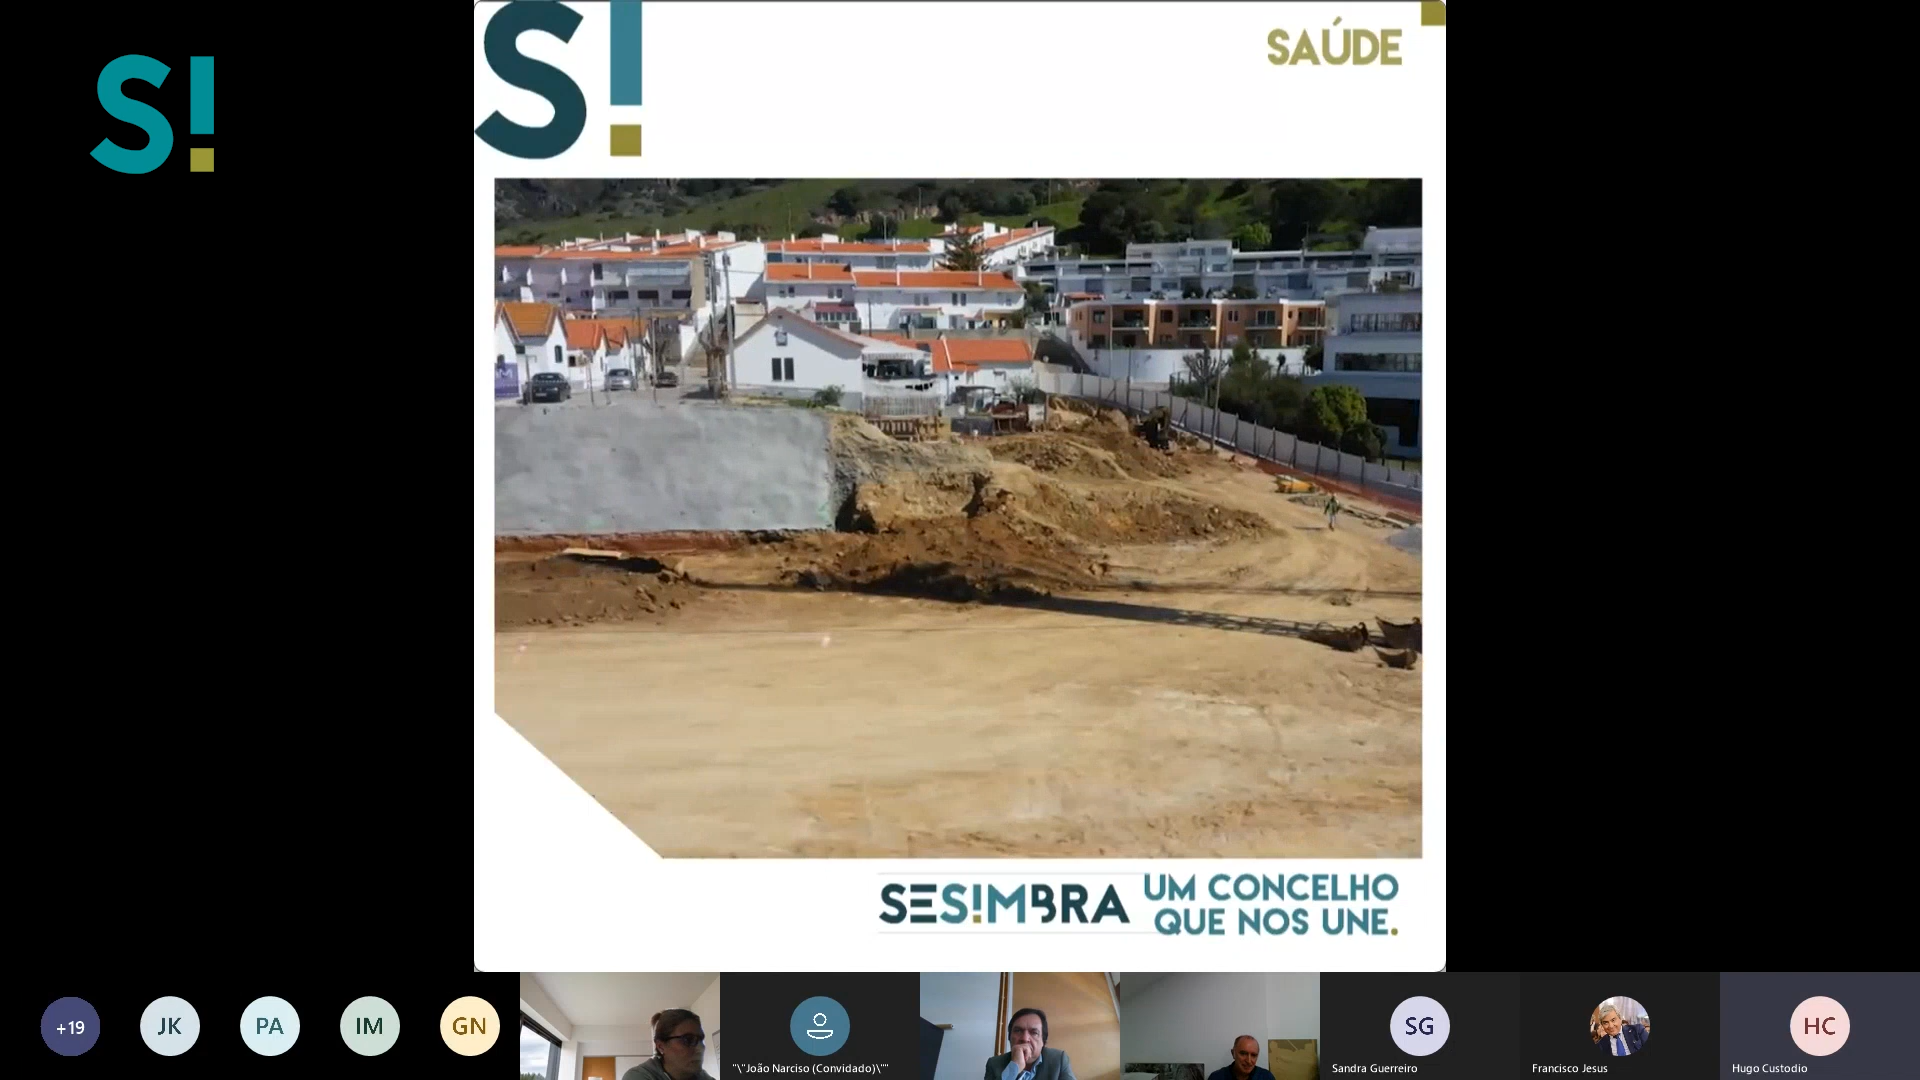 S!
S!
SAÚDE
SES!MBRA
UM CONCELHO
QUE NOS UNE.
+19
JK
PA
IM
GN
"\"João Narciso (Convidado)\""
SG
Sandra Guerreiro
Francisco Jesus
HC
Hugo Custodio